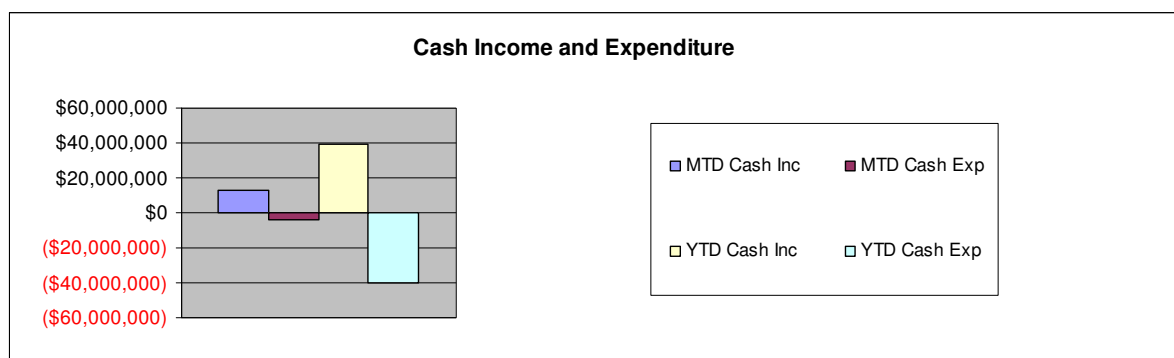 Cash Income and Expenditure
$60,000,000
$40,000,000
$20,000,000
$0
($20,000,000)
($40,000,000)
($60,000,000)
MTD Cash Inc MTD Cash Exp
YTD Cash Inc YTD Cash Exp